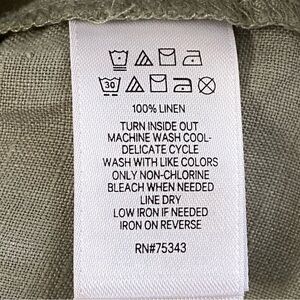 30
100% LINEN
TURN INSIDE OUT
MACHINE WASH COOL-
DELICATE CYCLE
WASH WITH LIKE COLORS
ONLY NON-CHLORINE
BLEACH WHEN NEEDED
LINE DRY
LOW IRON IF NEEDED
IRON ON REVERSE
RN#75343